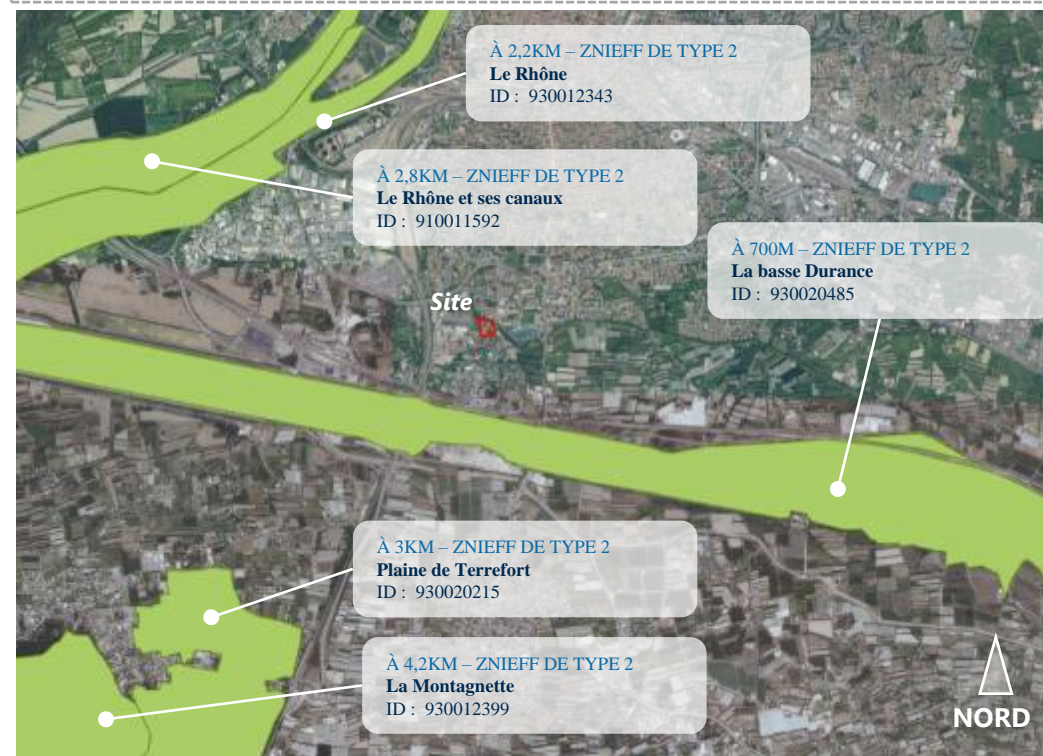 À 2,2KM – ZNIEFF DE TYPE 2
Le Rhône
ID : 930012343
À 2,8KM – ZNIEFF DE TYPE 2
Le Rhône et ses canaux
ID : 910011592
À 700M – ZNIEFF DE TYPE 2
La basse Durance
ID : 930020485
Site
À 3KM – ZNIEFF DE TYPE 2
Plaine de Terrefort
ID : 930020215
À 4,2KM – ZNIEFF DE TYPE 2
La Montagnette
ID : 930012399
NORD